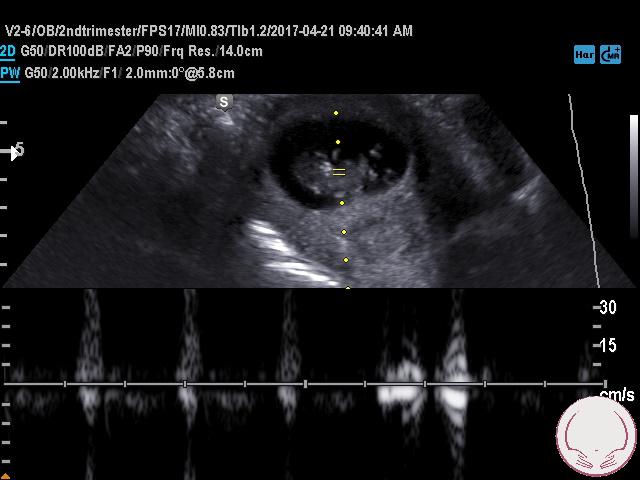 V2-6/OB/2ndtrimester/FPS17/MI0.83/TIb1.2/2017-04-21 09:40:41 AM
2D G50/DR100dB/FA2/P90/Frq Res./14.0cm
Har
PW G50/2.00kHz/F1/ 2.0mm:0°@5.8cm
S
5
30
15
cm/s